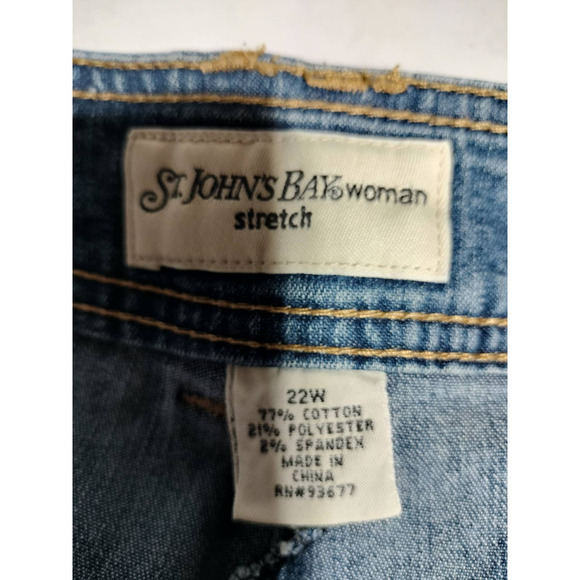 St. John's Bay® woman
stretch
22W
77% COTTON
21% POLYESTER
2% SPANDEX
MADE IN
CHINA
RN#93677